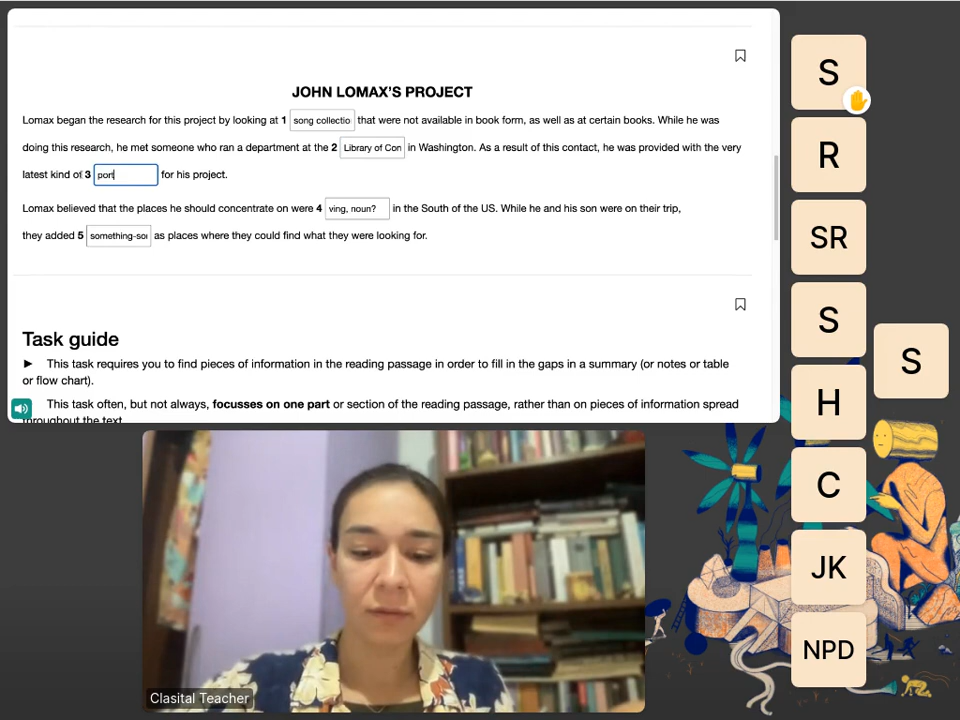 JOHN LOMAX'S PROJECT
Lomax began the research for this project by looking at 1 song collectio that were not available in book form, as well as at certain books. While he was
doing this research, he met someone who ran a department at the 2 Library of Con in Washington. As a result of this contact, he was provided with the very
latest kind of 3 port for his project.
Lomax believed that the places he should concentrate on were 4 ving, noun? in the South of the US. While he and his son were on their trip,
they added 5 something-so as places where they could find what they were looking for.
Task guide
► This task requires you to find pieces of information in the reading passage in order to fill in the gaps in a summary (or notes or table
or flow chart).
This task often, but not always, focusses on one part or section of the reading passage, rather than on pieces of information spread
throughout the text.
S
R
SR
S
S
H
C
JK
NPD
Clasital Teacher